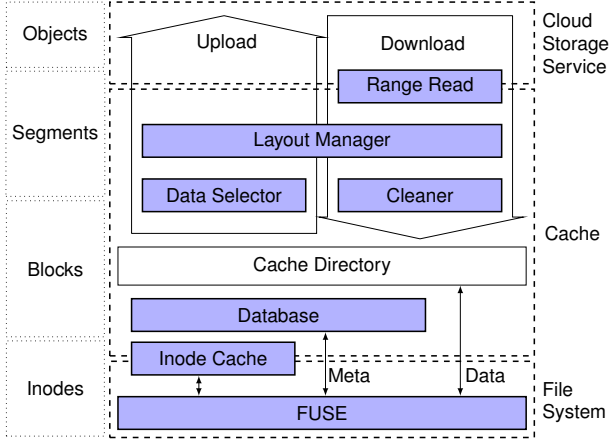 Objects
Upload
Download
Cloud
Storage
Service
Range Read
Segments
Layout Manager
Data Selector
Cleaner
Cache
Blocks
Cache Directory
Database
Inode Cache
Meta
Data
Inodes
FUSE
File
System